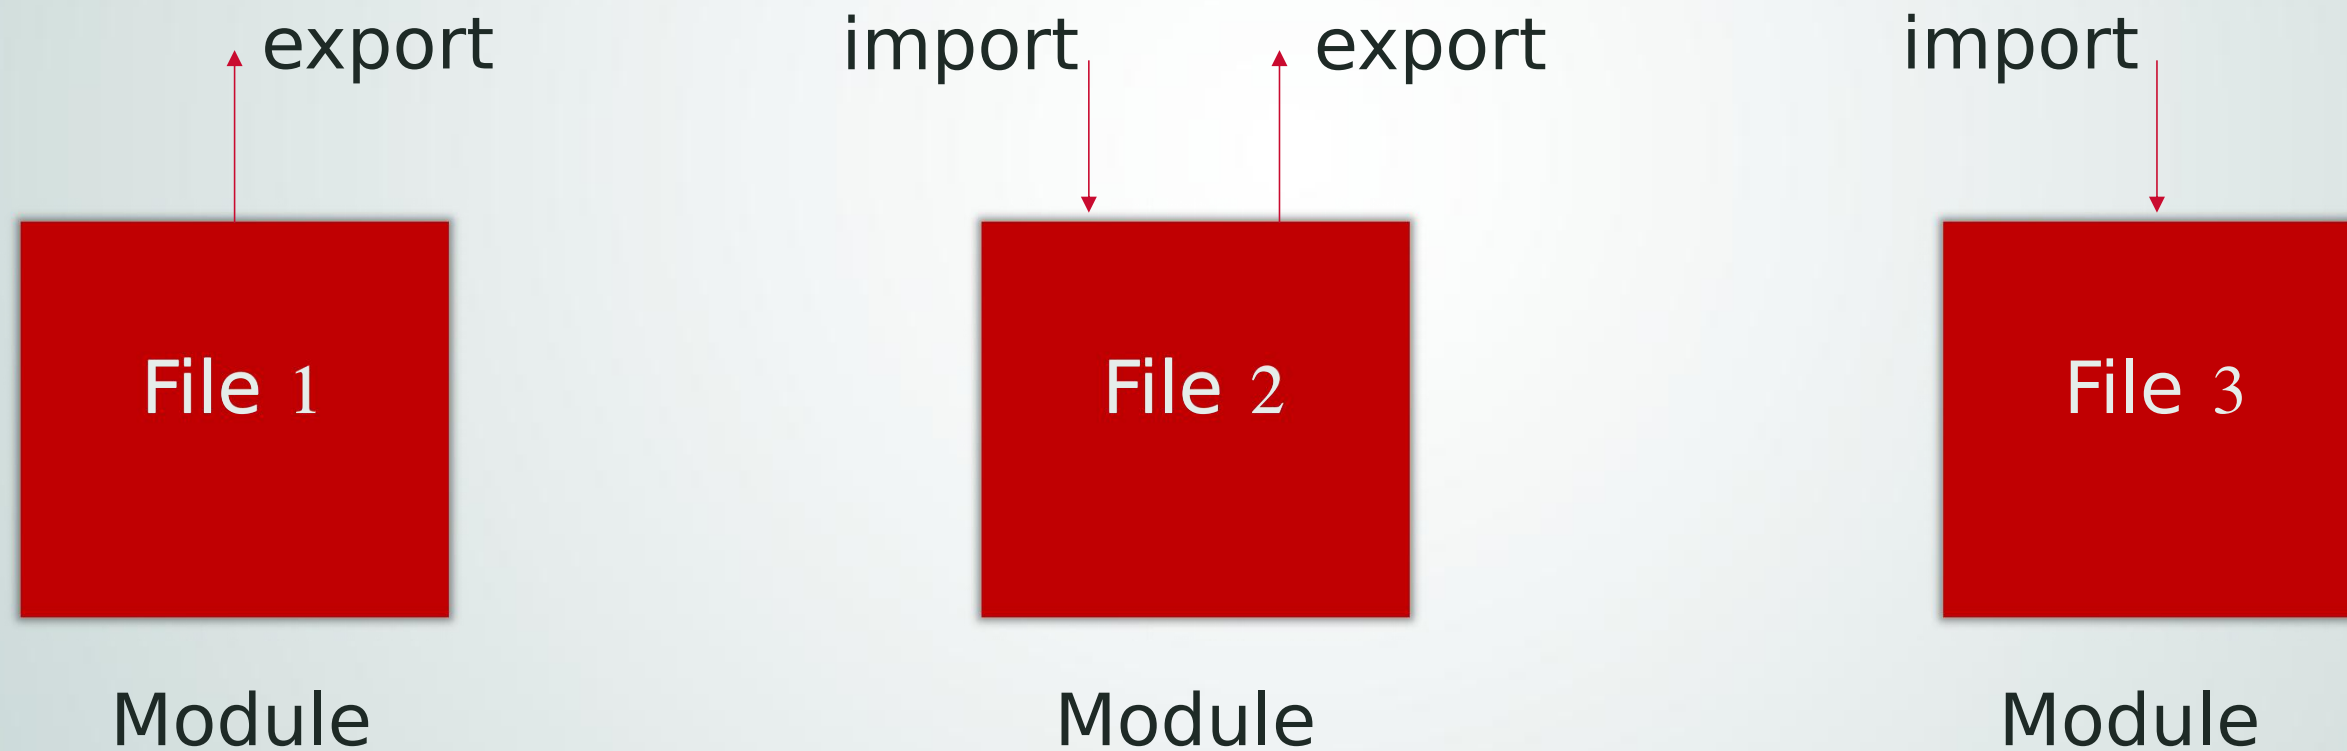 export
import
export
import
File 1
File 2
File 3
Module
Module
Module